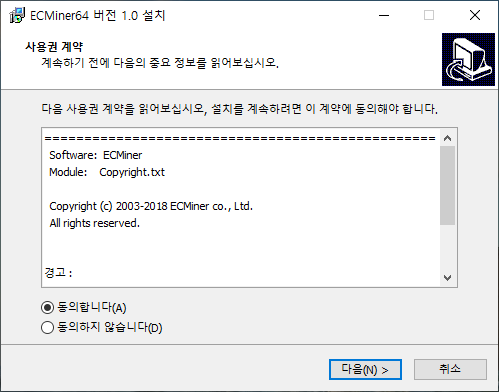 ECMiner64 버전 1.0 설치
사용권 계약
계속하기 전에 다음의 중요 정보를 읽어보십시오.
다음 사용권 계약을 읽어보십시오, 설치를 계속하려면 이 계약에 동의해야 합니다.
=================================================
Software: ECMiner
Module: Copyright.txt
Copyright (c) 2003-2018 ECMiner co., Ltd.
All rights reserved.
경고 :
동의합니다(A)
동의하지 않습니다(D)
다음(N) >
취소